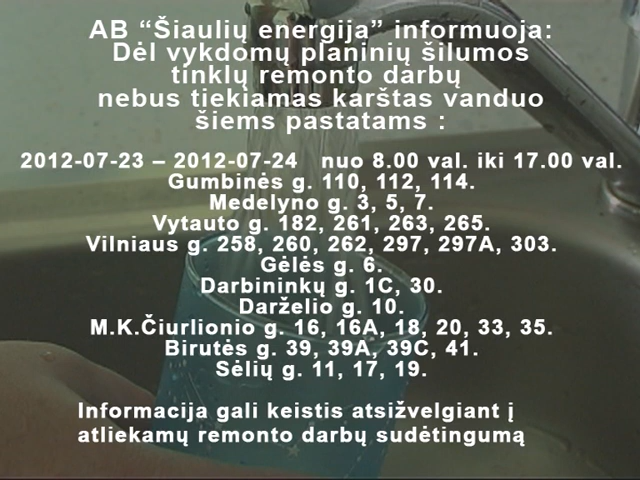 AB “Šiaulių energija” informuoja:
Dėl vykdomų planinių šilumos
tinklų remonto darbų
nebus tiekiamas karštas vanduo
šiems pastatams :
2012-07-23 – 2012-07-24 nuo 8.00 val. iki 17.00 val.
Gumbinės g. 110, 112, 114.
Medelyno g. 3, 5, 7.
Vytauto g. 182, 261, 263, 265.
Vilniaus g. 258, 260, 262, 297, 297A, 303.
Gėlės g. 6.
Darbininkų g. 1C, 30.
Darželio g. 10.
M.K.Čiurlionio g. 16, 16A, 18, 20, 33, 35.
Birutės g. 39, 39A, 39C, 41.
Sėlių g. 11, 17, 19.
Informacija gali keistis atsižvelgiant į
atliekamų remonto darbų sudėtingumą